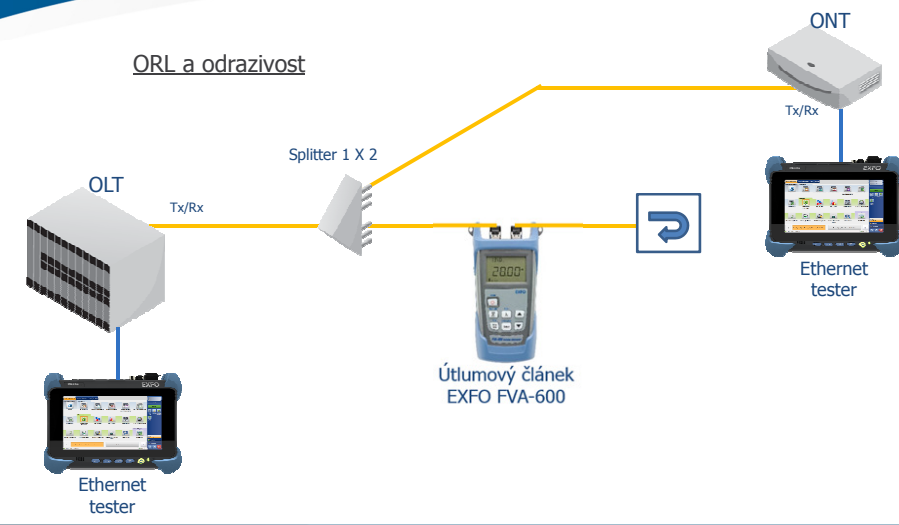 ORL a odrazivost
ONT
Tx/Rx
EXFO
Ethernet
tester
Splitter 1 X 2
OLT
Tx/Rx
20.00
Útlumový článek
EXFO FVA-600
EXFO
Ethernet
tester